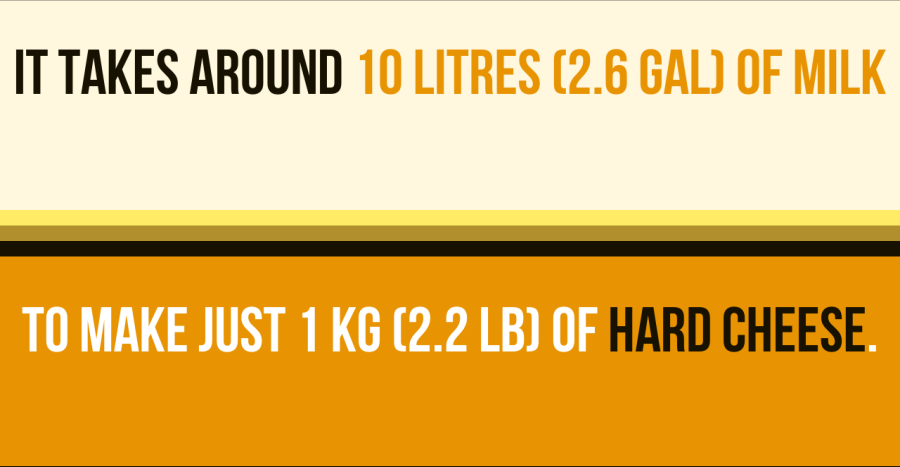 IT TAKES AROUND 10 LITRES (2.6 GAL) OF MILK
TO MAKE JUST 1 KG (2.2 LB) OF HARD CHEESE.